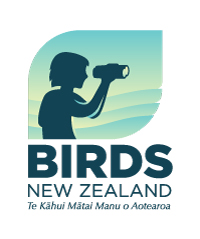 BIRDS
NEW ZEALAND
Te Kāhui Mātai Manu o Aotearoa